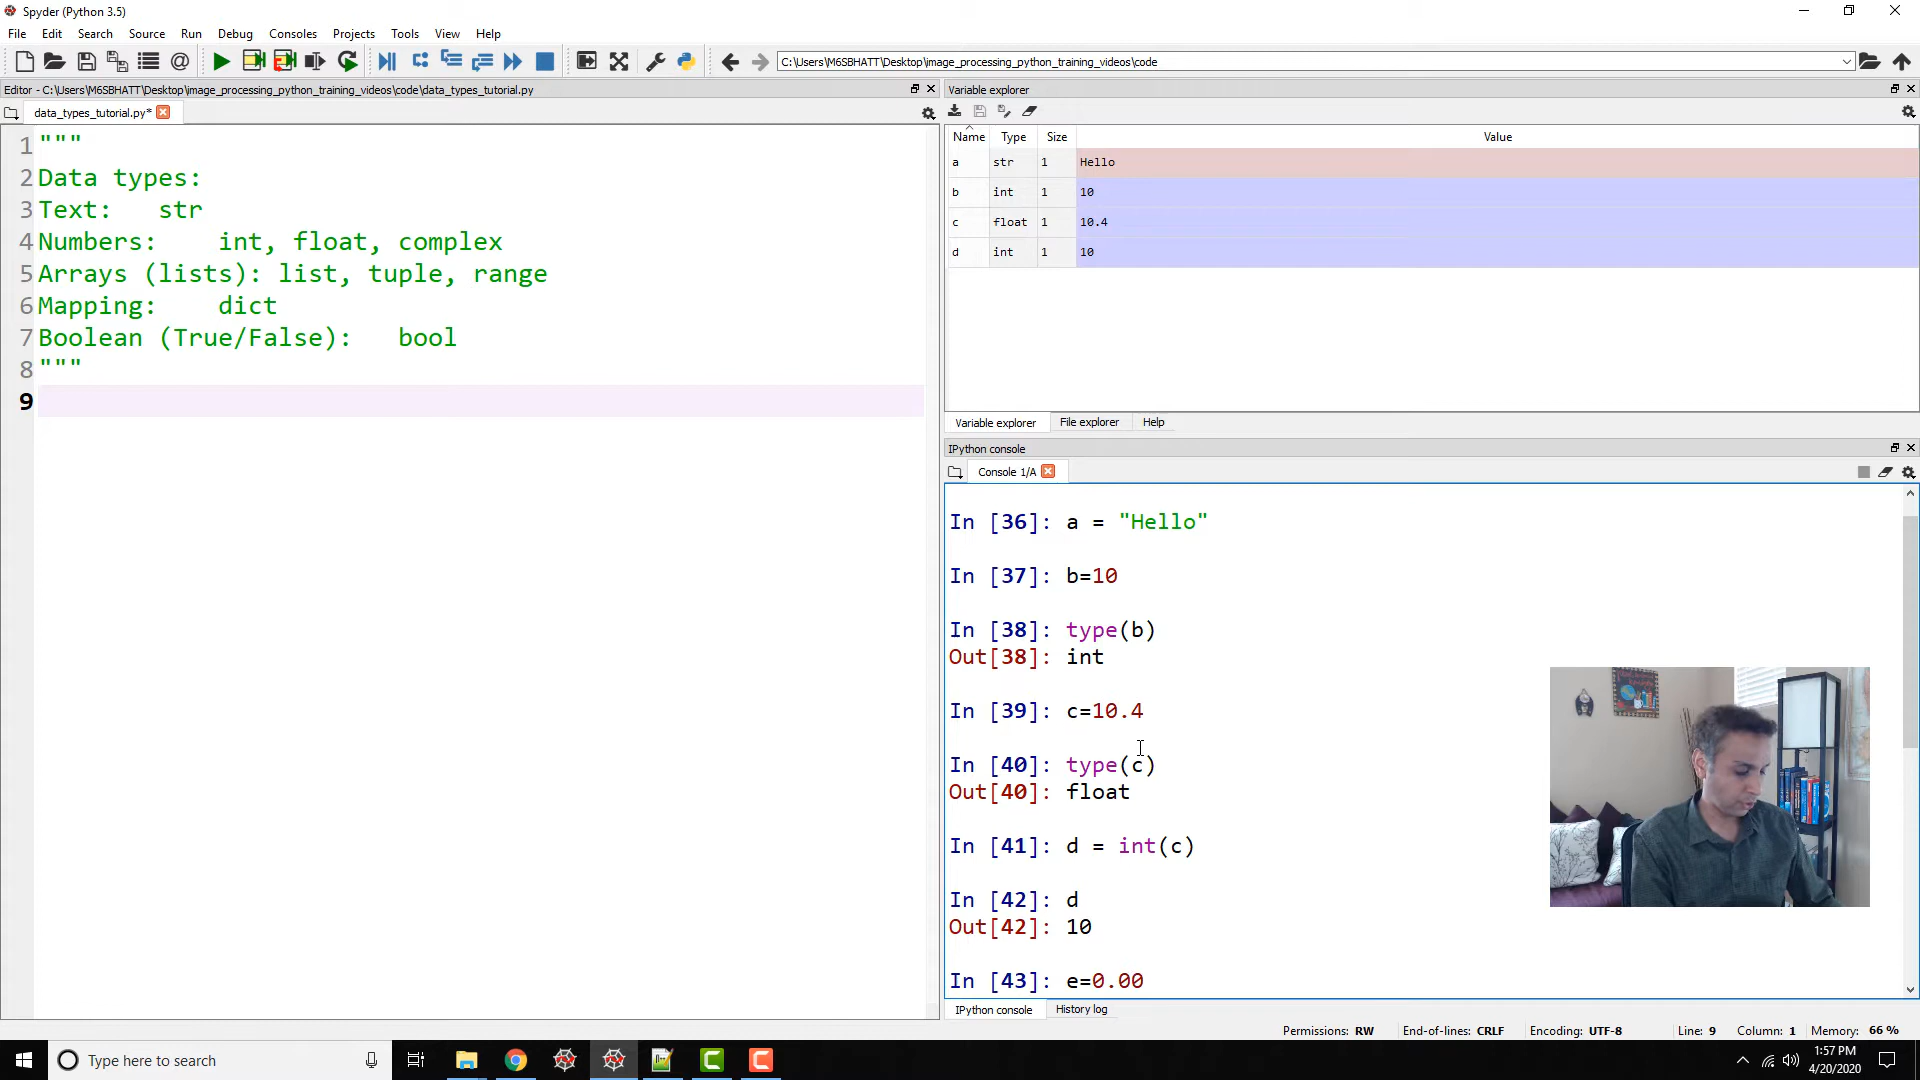 Spyder (Python 3.5)
File Edit Search Source Run Debug Consoles Projects Tools View Help
C:\Users\M6SBHATT\Desktop\image_processing_python_training_videos\code
Editor - C:\Users\M6SBHATT\Desktop\image_processing_python_training_videos\code\data_types_tutorial.py
data_types_tutorial.py*
1 """
2 Data types:
3 Text: str
4 Numbers: int, float, complex
5 Arrays (lists): list, tuple, range
6 Mapping: dict
7 Boolean (True/False): bool
8 """
9
Variable explorer
Name Type Size Value
a str 1 Hello
b int 1 10
c float 1 10.4
d int 1 10
Variable explorer File explorer Help
IPython console
Console 1/A
In [36]: a = "Hello"
In [37]: b=10
In [38]: type(b)
Out[38]: int
In [39]: c=10.4
In [40]: type(c)
Out[40]: float
In [41]: d = int(c)
In [42]: d
Out[42]: 10
In [43]: e=0.00
IPython console History log
Permissions: RW End-of-lines: CRLF Encoding: UTF-8 Line: 9 Column: 1 Memory: 66 %
Type here to search
1:57 PM
4/20/2020